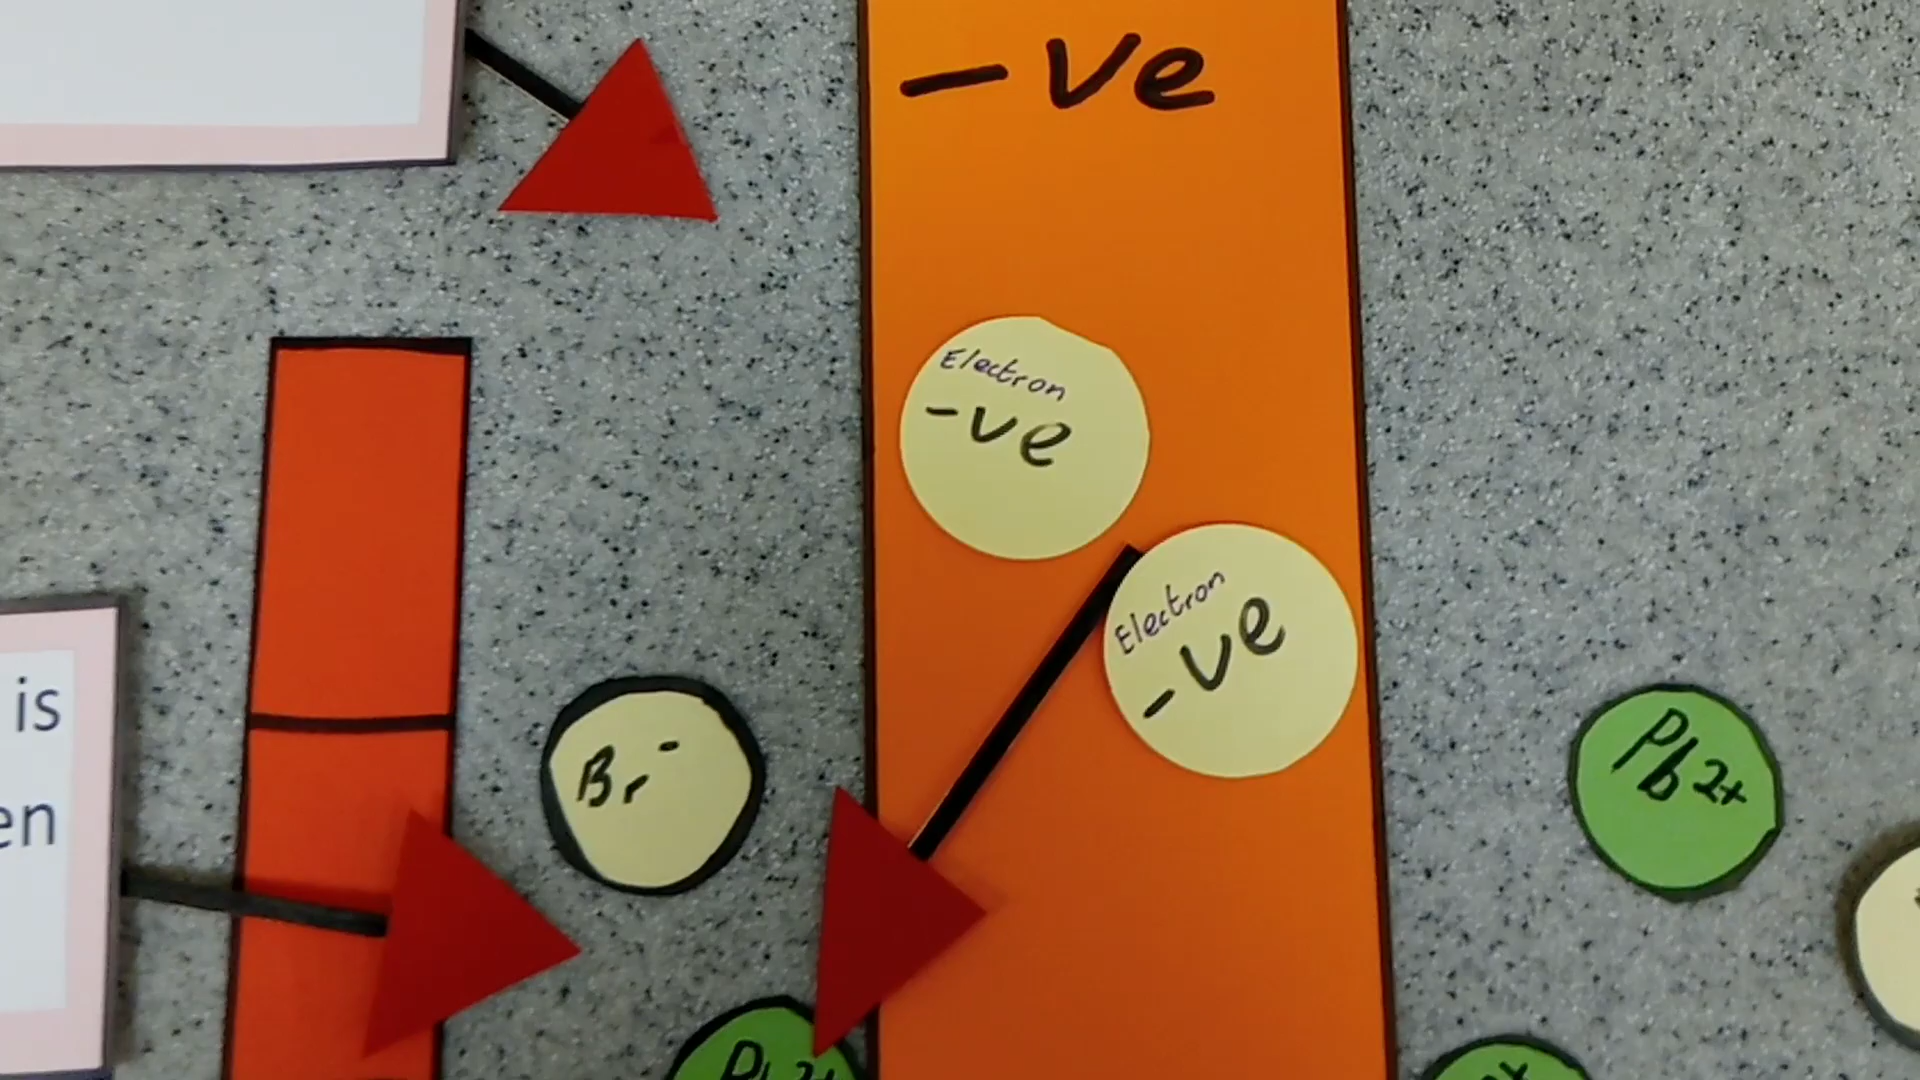 -ve
Electron
-ve
Electron
-ve
is
en
Br-
Pb2+